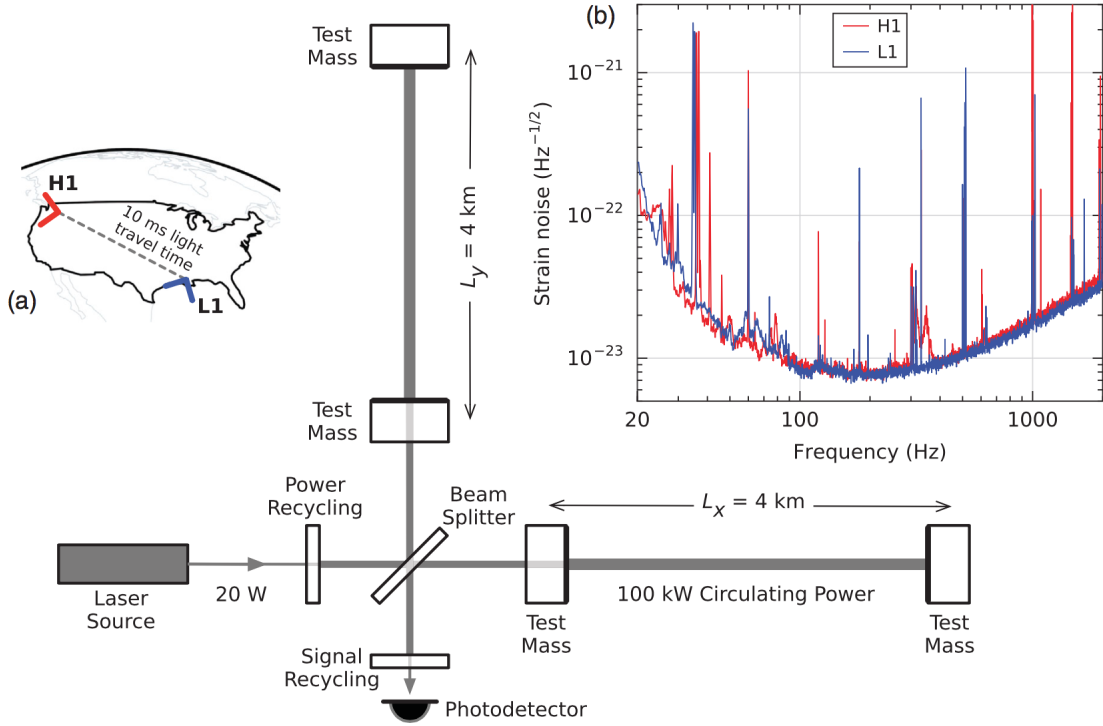 Test
Mass
L_y = 4 km
H1
10 ms light
travel time
L1
(a)
(b)
H1
L1
Strain noise (Hz^{-1/2})
10^{-21}
10^{-22}
10^{-23}
20
100
1000
Frequency (Hz)
Test
Mass
Power
Recycling
Beam
Splitter
L_x = 4 km
Laser
Source
20 W
100 kW Circulating Power
Test
Mass
Test
Mass
Signal
Recycling
Photodetector